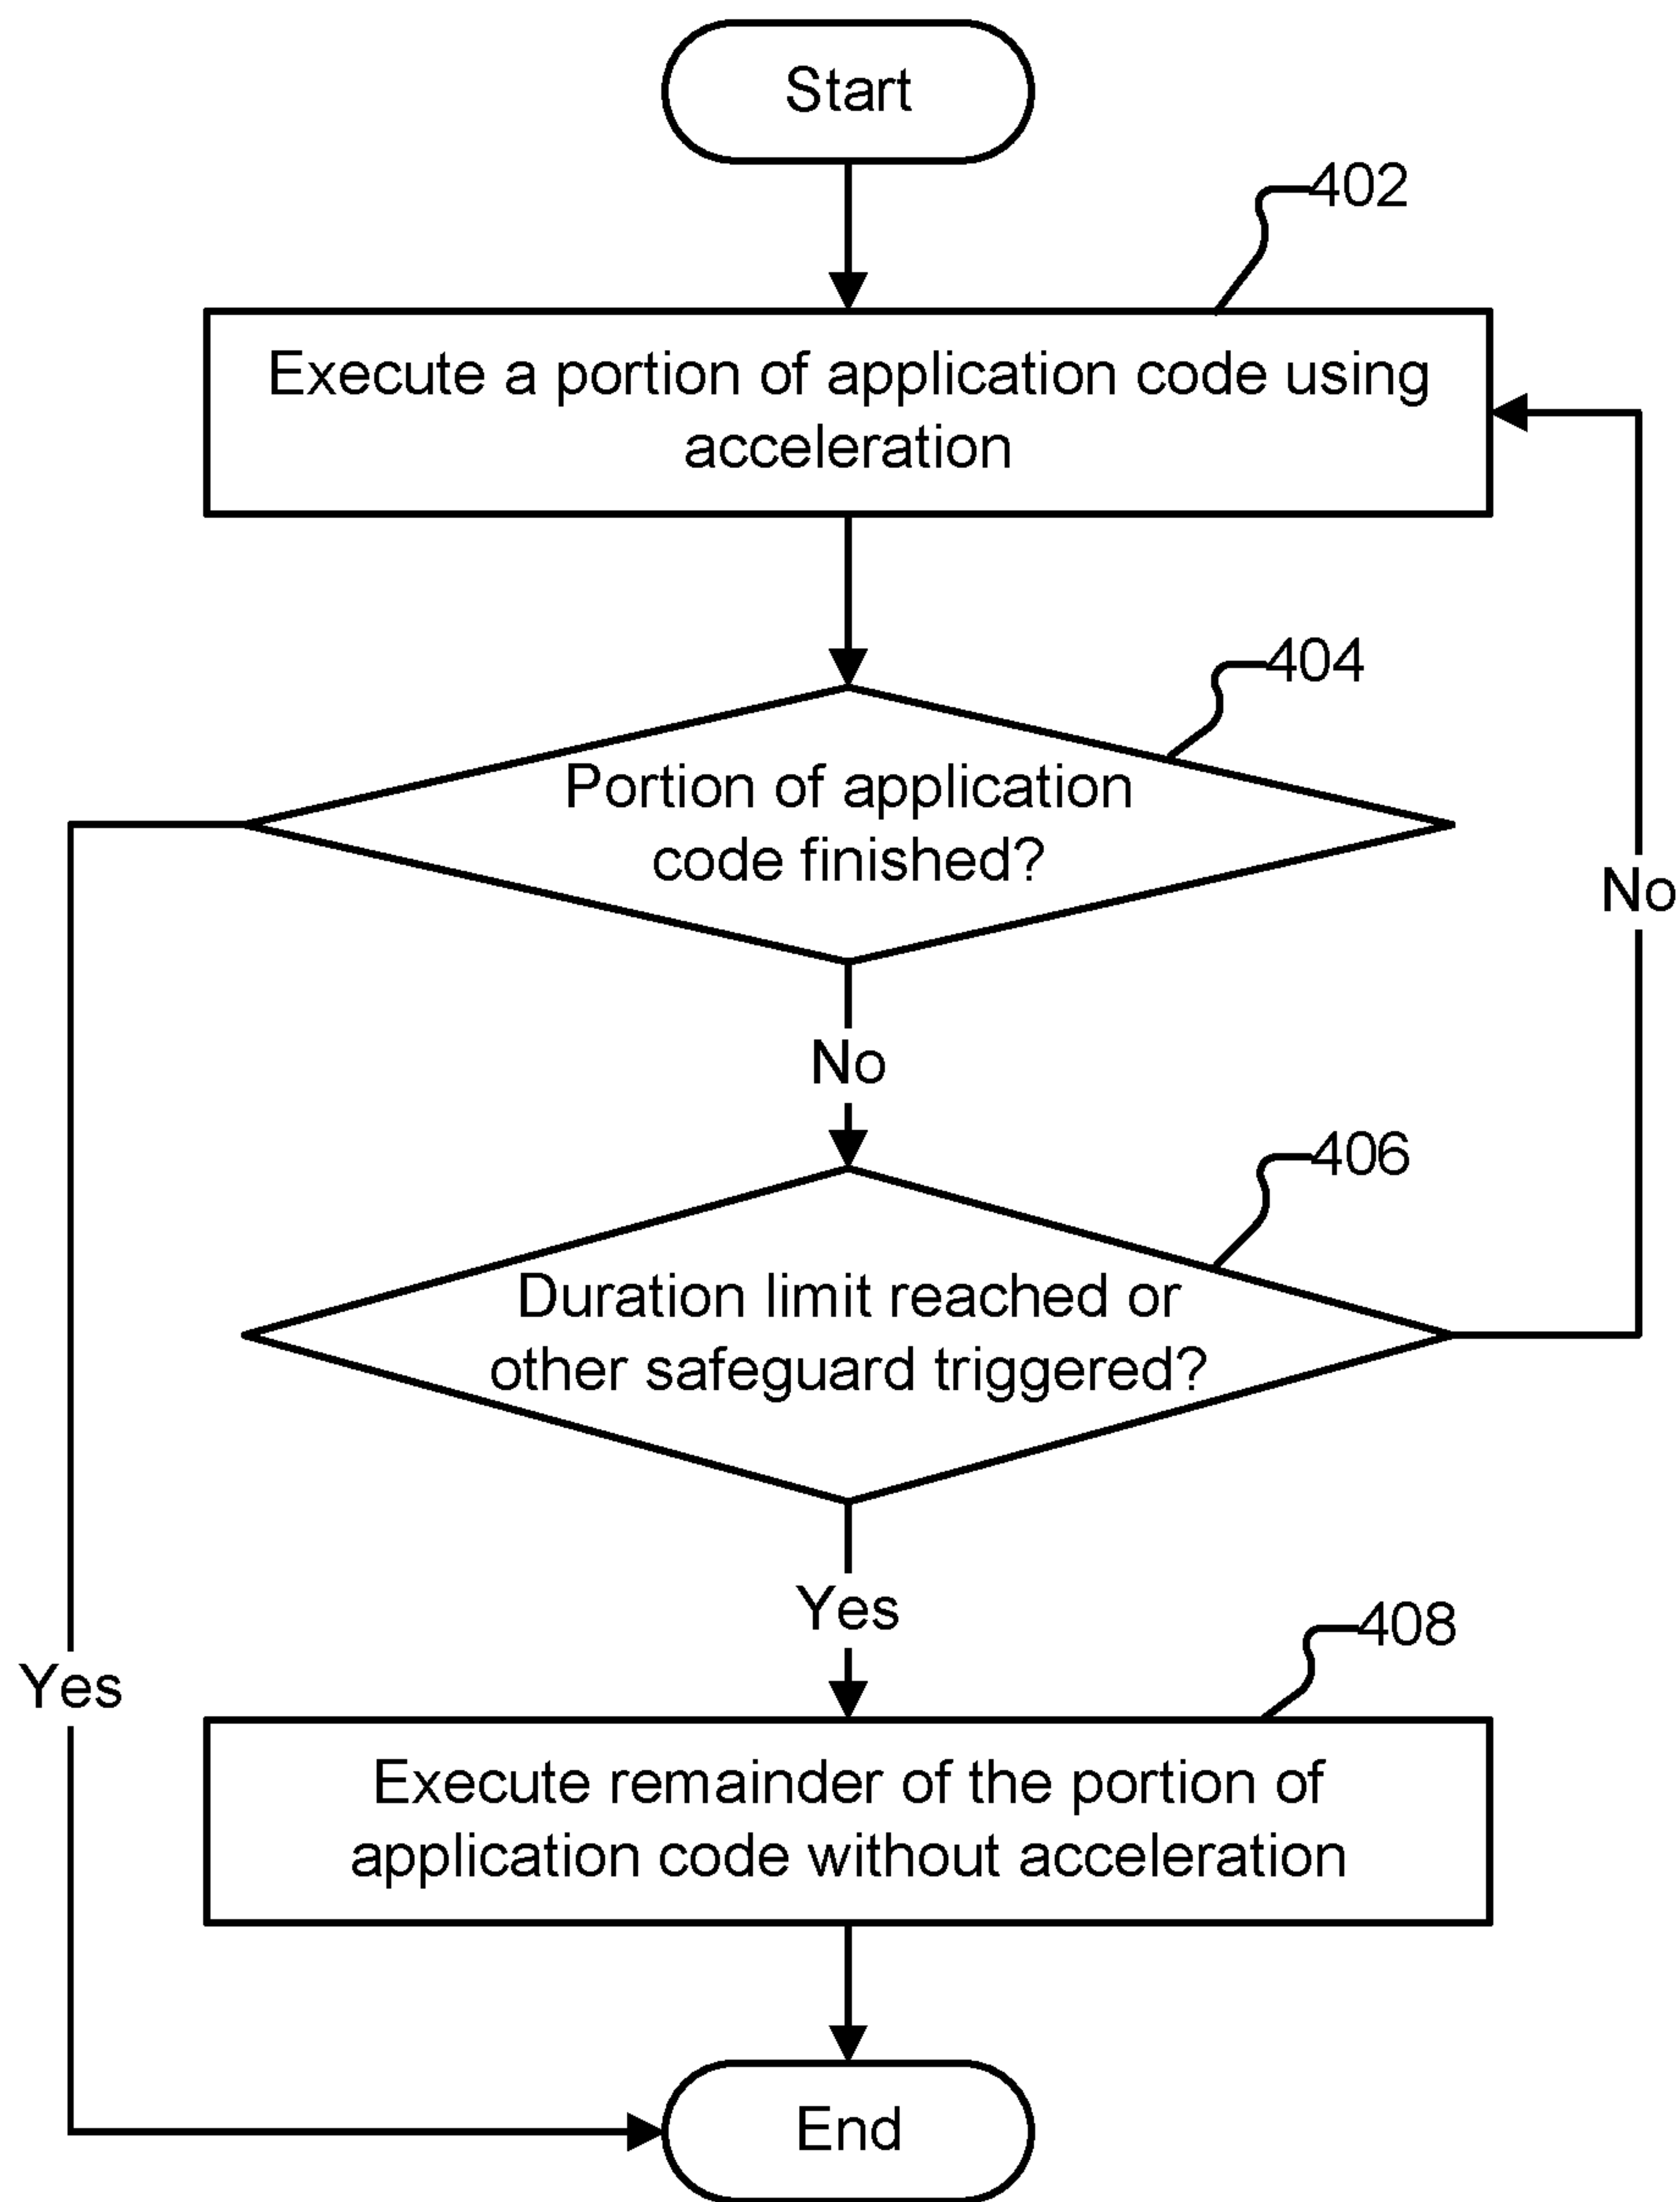 Start
402
Execute a portion of application code using
acceleration
404
Portion of application
code finished?
No
No
406
Duration limit reached or
other safeguard triggered?
Yes
408
Yes
Execute remainder of the portion of
application code without acceleration
End